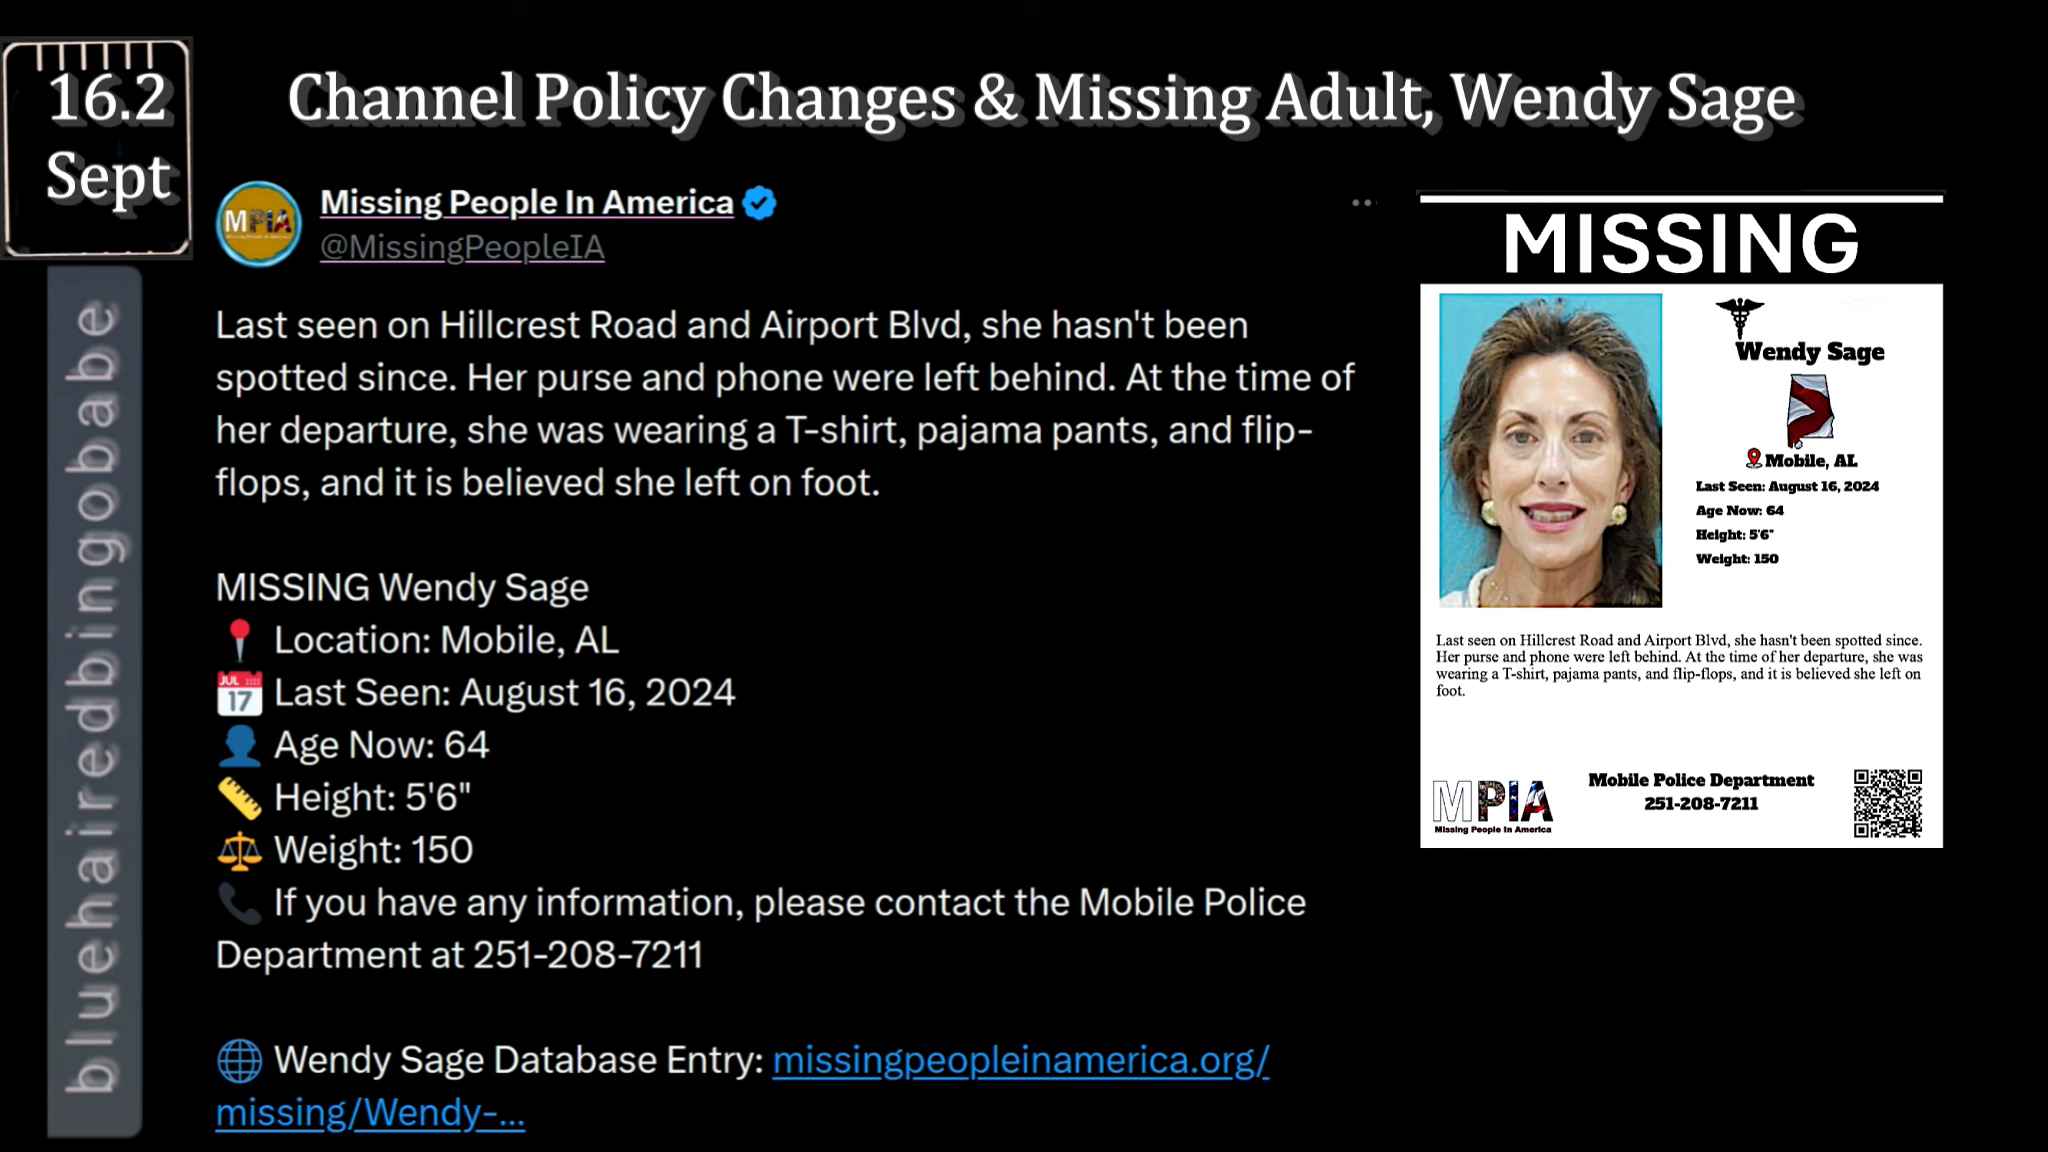 16.2
Sept
Channel Policy Changes & Missing Adult, Wendy Sage
bluehairedbingobabe
MPIA
Missing People In America
@MissingPeopleIA
Last seen on Hillcrest Road and Airport Blvd, she hasn't been
spotted since. Her purse and phone were left behind. At the time of
her departure, she was wearing a T-shirt, pajama pants, and flip-
flops, and it is believed she left on foot.
MISSING Wendy Sage
Location: Mobile, AL
JUL
17
Last Seen: August 16, 2024
Age Now: 64
Height: 5'6"
Weight: 150
If you have any information, please contact the Mobile Police
Department at 251-208-7211
Wendy Sage Database Entry: missingpeopleinamerica.org/
missing/Wendy-...
MISSING
Wendy Sage
Mobile, AL
Last Seen: August 16, 2024
Age Now: 64
Height: 5'6"
Weight: 150
Last seen on Hillcrest Road and Airport Blvd, she hasn't been spotted since.
Her purse and phone were left behind. At the time of her departure, she was
wearing a T-shirt, pajama pants, and flip-flops, and it is believed she left on
foot.
MPIA
Missing People In America
Mobile Police Department
251-208-7211